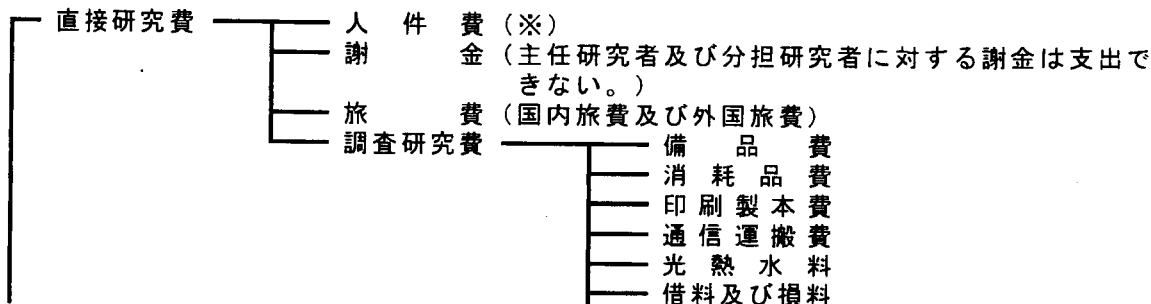 直接研究費 人件費(※)
謝金(主任研究者及び分担研究者に対する謝金は支出で
きない。)
旅費(国内旅費及び外国旅費)
調査研究費 備品費
消耗品費
印刷製本費
通信運搬費
光熱水料
借料及び損料